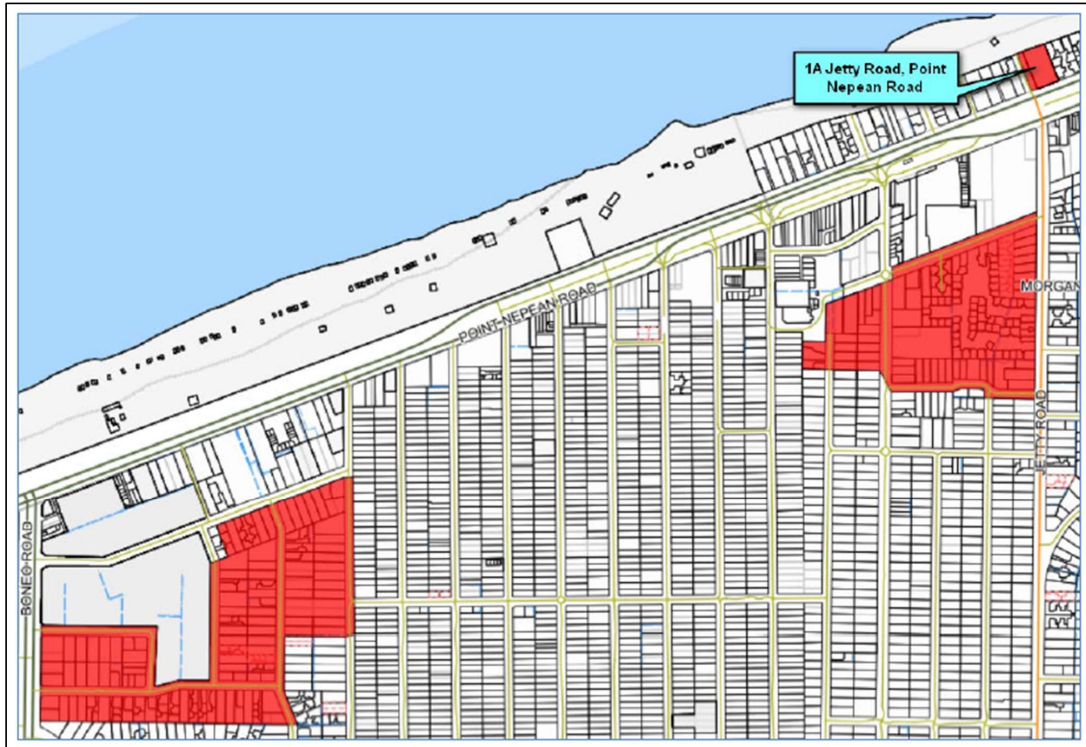 1A Jetty Road, Point
Nepean Road
POINT NEPEAN ROAD
MORGAN
JETTY ROAD
BONEO ROAD